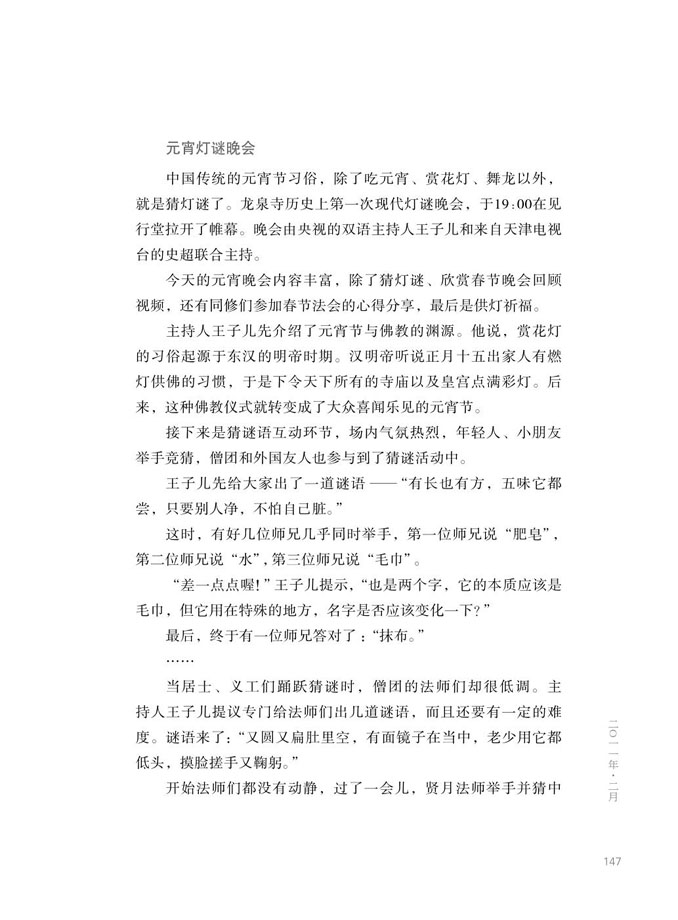 元宵灯谜晚会
中国传统的元宵节习俗，除了吃元宵、赏花灯、舞龙以外，
就是猜灯谜了。龙泉寺历史上第一次现代灯谜晚会，于19:00在见
行堂拉开了帷幕。晚会由央视的双语主持人王子儿和来自天津电视
台的史超联合主持。
今天的元宵晚会内容丰富，除了猜灯谜、欣赏春节晚会回顾
视频，还有同修们参加春节法会的心得分享，最后是供灯祈福。
主持人王子儿先介绍了元宵节与佛教的渊源。他说，赏花灯
的习俗起源于东汉的明帝时期。汉明帝听说正月十五出家人有燃
灯供佛的习惯，于是下令天下所有的寺庙以及皇宫点满彩灯。后
来，这种佛教仪式就转变成了大众喜闻乐见的元宵节。
接下来是猜谜语互动环节，场内气氛热烈，年轻人、小朋友
举手竞猜，僧团和外国友人也参与到了猜谜活动中。
王子儿先给大家出了一道谜语——“有长也有方，五味它都
尝，只要别人净，不怕自己脏。”
这时，有好几位师兄几乎同时举手，第一位师兄说“肥皂”，
第二位师兄说“水”，第三位师兄说“毛巾”。
“差一点点喔！”王子儿提示，“也是两个字，它的本质应该是
毛巾，但它用在特殊的地方，名字是否应该变化一下？”
最后，终于有一位师兄答对了：“抹布。”
……
当居士、义工们踊跃猜谜时，僧团的法师们却很低调。主
持人王子儿提议专门给法师们出几道谜语，而且还要有一定的难
度。谜语来了：“又圆又扁肚里空，有面镜子在当中，老少用它都
低头，摸脸搓手又鞠躬。”
开始法师们都没有动静，过了一会儿，贤月法师举手并猜中
二〇一一年·二月
147